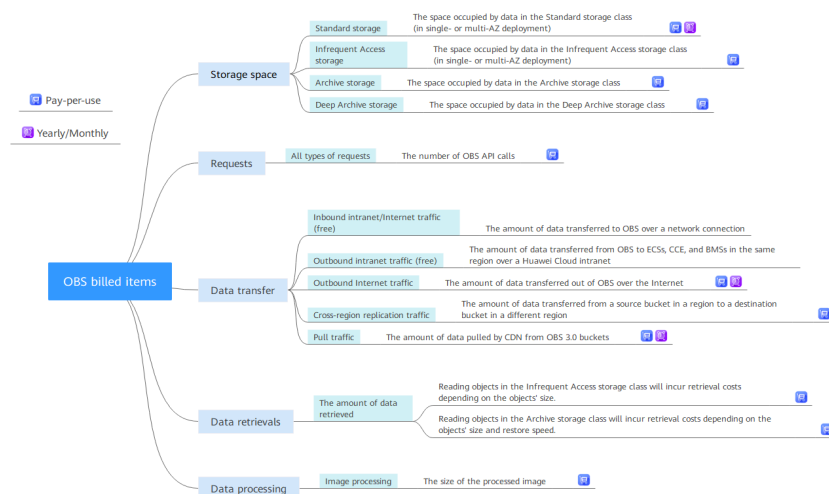 Pay-per-use
Yearly/Monthly
OBS billed items
Storage space
Standard storage
The space occupied by data in the Standard storage class
(in single- or multi-AZ deployment)
Infrequent Access
storage
The space occupied by data in the Infrequent Access storage class
(in single- or multi-AZ deployment)
Archive storage
The space occupied by data in the Archive storage class
Deep Archive storage
The space occupied by data in the Deep Archive storage class
Requests
All types of requests
The number of OBS API calls
Data transfer
Inbound intranet/Internet traffic
(free)
The amount of data transferred to OBS over a network connection
Outbound intranet traffic (free)
The amount of data transferred from OBS to ECSs, CCE, and BMSs in the same
region over a Huawei Cloud intranet
Outbound Internet traffic
The amount of data transferred out of OBS over the Internet
Cross-region replication traffic
The amount of data transferred from a source bucket in a region to a destination
bucket in a different region
Pull traffic
The amount of data pulled by CDN from OBS 3.0 buckets
Data retrievals
The amount of data
retrieved
Reading objects in the Infrequent Access storage class will incur retrieval costs
depending on the objects' size.
Reading objects in the Archive storage class will incur retrieval costs depending on the
objects' size and restore speed.
Data processing
Image processing
The size of the processed image